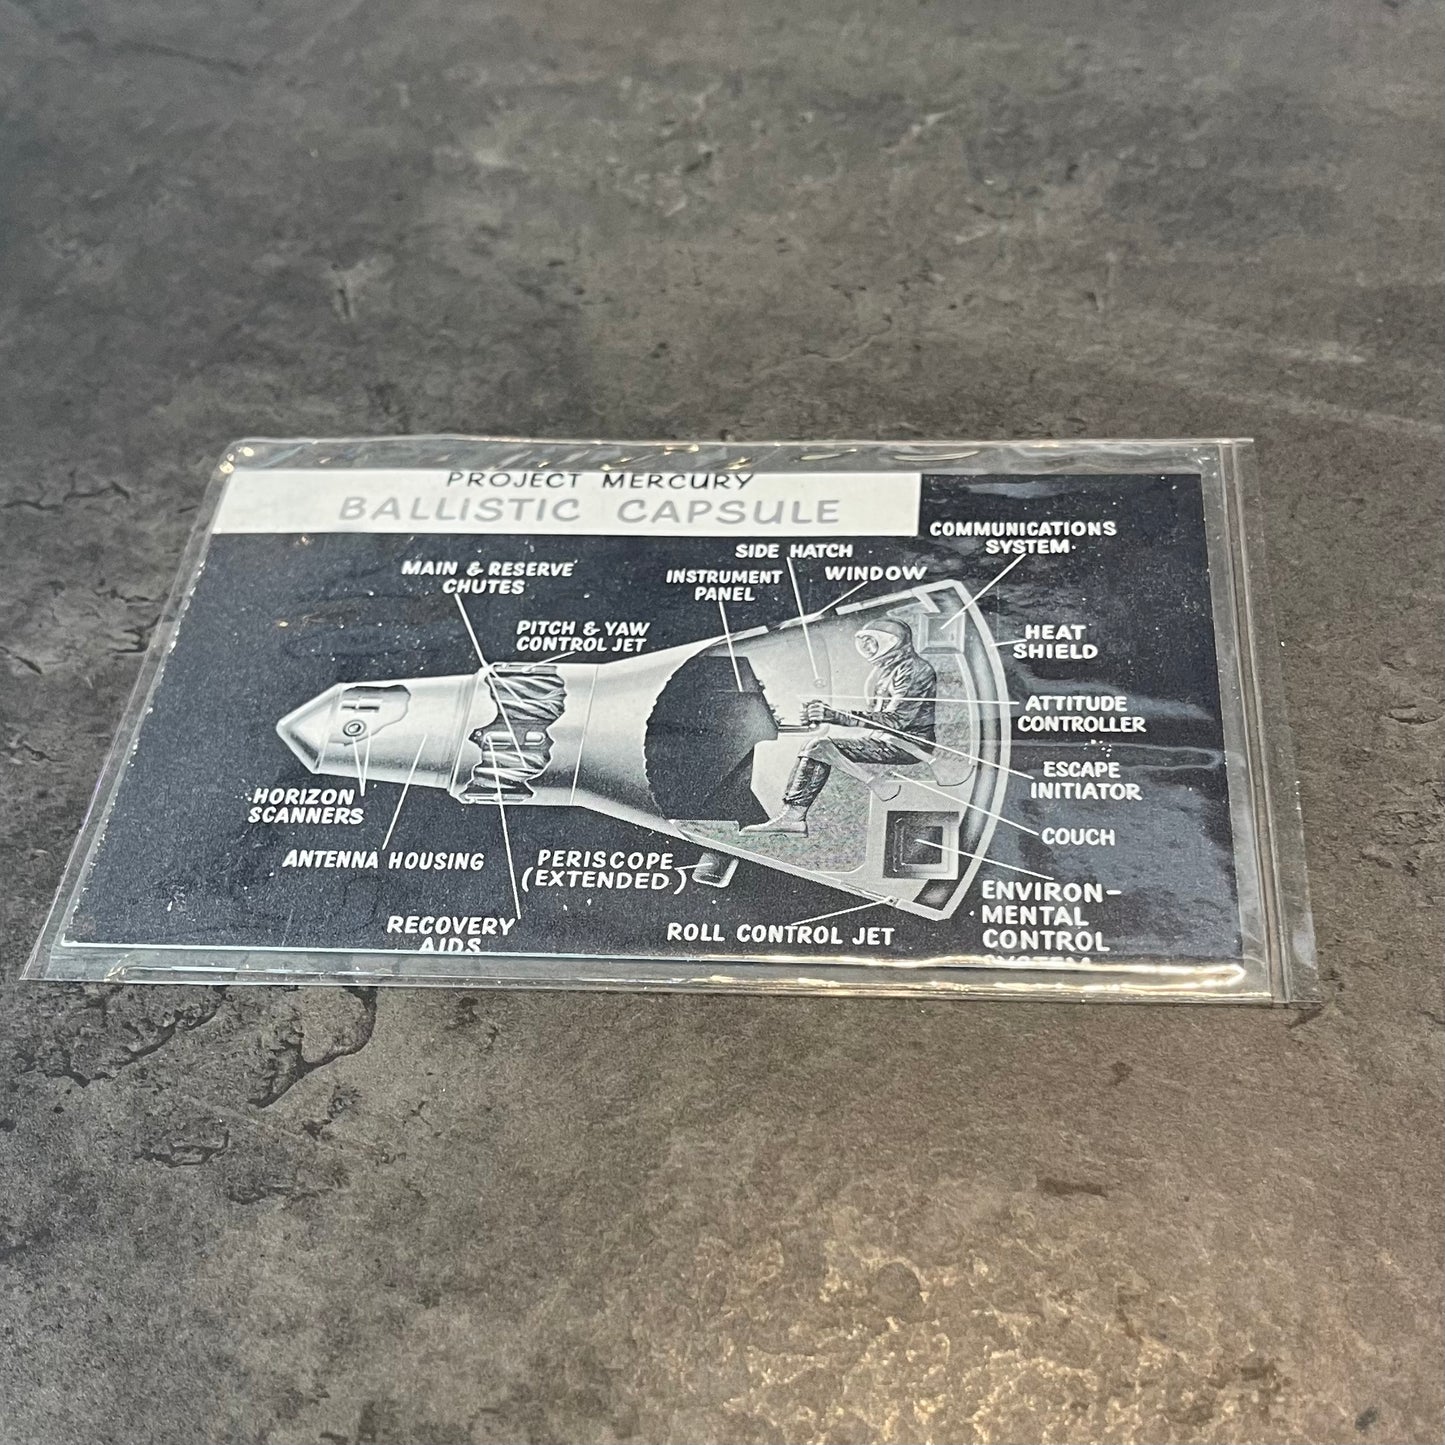 PROJECT MERCURY
BALLISTIC CAPSULE
COMMUNICATIONS
SYSTEM
SIDE HATCH
WINDOW
INSTRUMENT
PANEL
MAIN & RESERVE
CHUTES
PITCH & YAW
CONTROL JET
HEAT
SHIELD
ATTITUDE
CONTROLLER
ESCAPE
INITIATOR
COUCH
HORIZON
SCANNERS
ANTENNA HOUSING
PERISCOPE
(EXTENDED)
RECOVERY
AIDS
ROLL CONTROL JET
ENVIRON-
MENTAL
CONTROL
SYSTEM